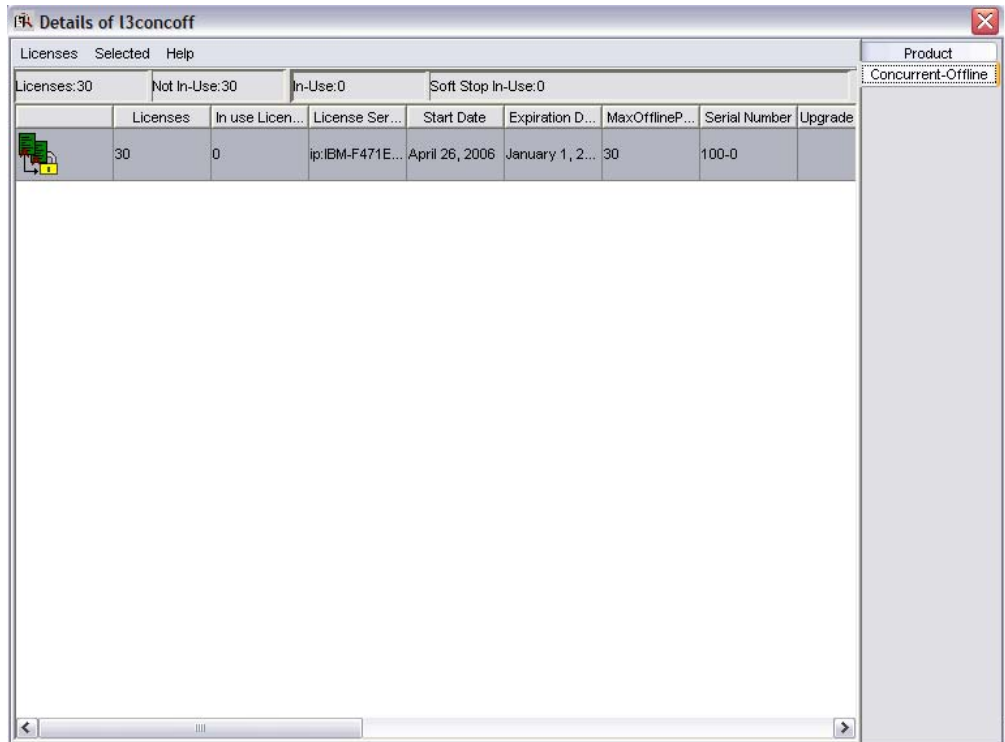 Details of l3concoff
Licenses Selected Help
Product
Concurrent-Offline
Licenses:30 Not In-Use:30 In-Use:0 Soft Stop In-Use:0
Licenses In use Licen... License Ser... Start Date Expiration D... MaxOfflineP... Serial Number Upgrade
30 0 ip:IBM-F471E... April 26, 2006 January 1, 2... 30 100-0